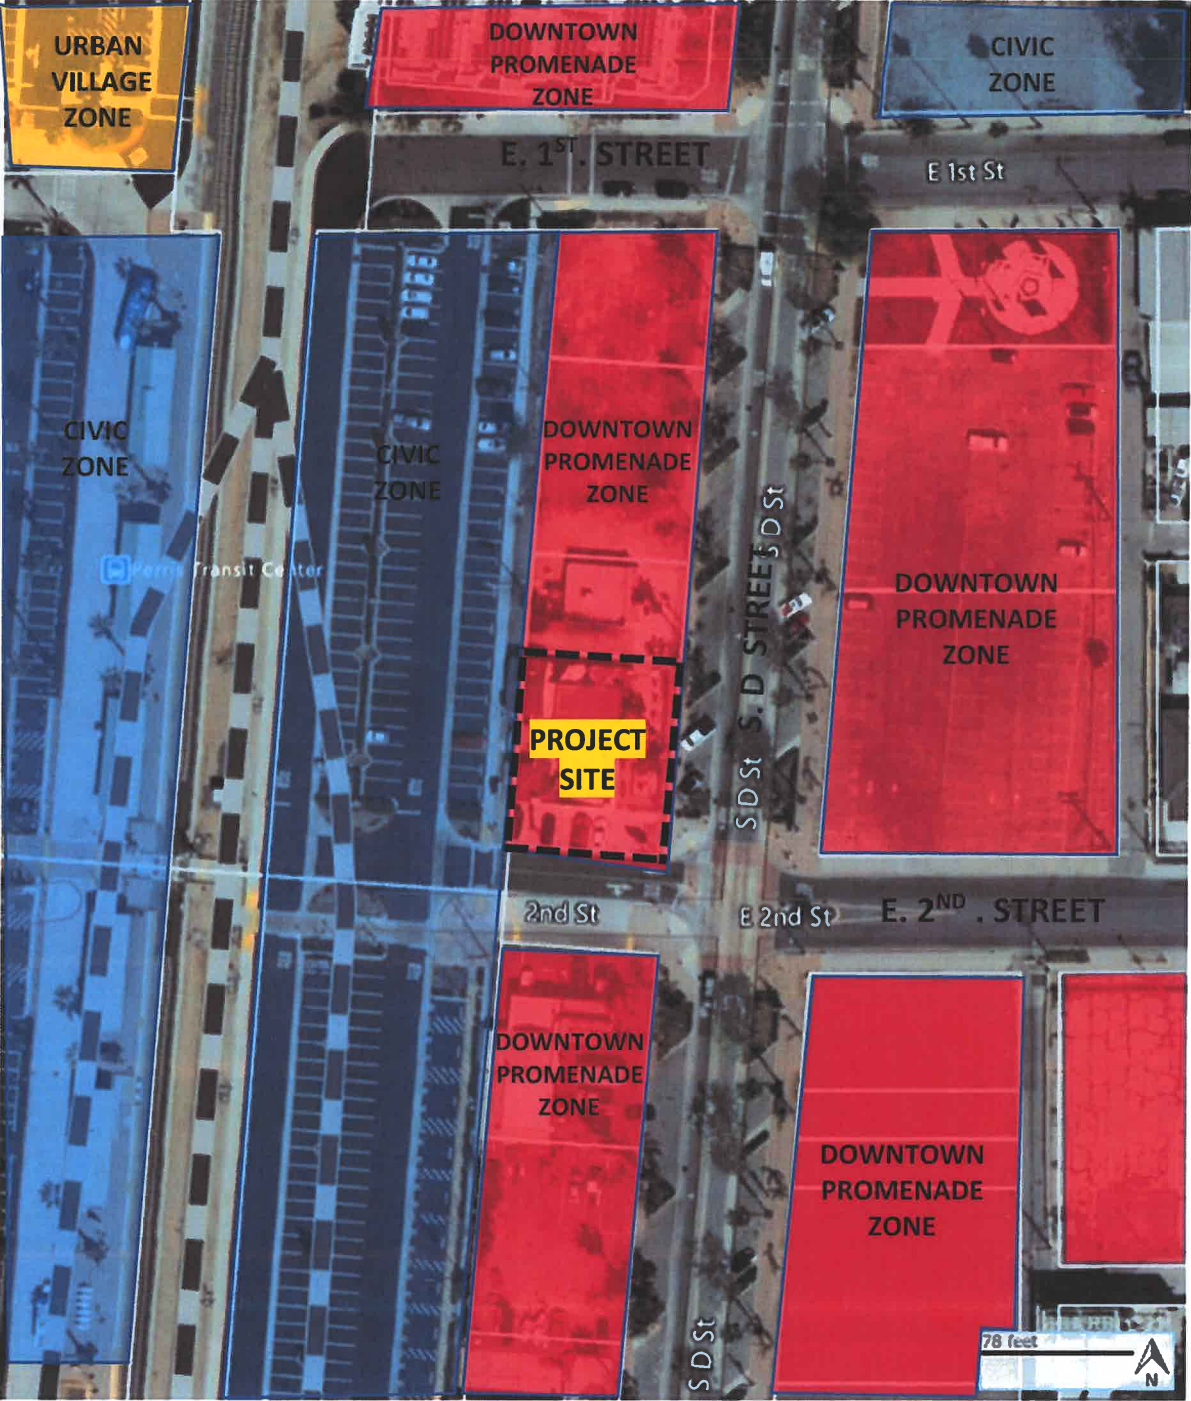 URBAN
VILLAGE
ZONE
DOWNTOWN
PROMENADE
ZONE
CIVIC
ZONE
E. 1ST. STREET
E 1st St
CIVIC
ZONE
CIVIC
ZONE
DOWNTOWN
PROMENADE
ZONE
S D St
Perris Transit Center
S. D STREET
DOWNTOWN
PROMENADE
ZONE
PROJECT
SITE
S D St
2nd St
E 2nd St
E. 2ND . STREET
DOWNTOWN
PROMENADE
ZONE
DOWNTOWN
PROMENADE
ZONE
S D St
78 feet
N